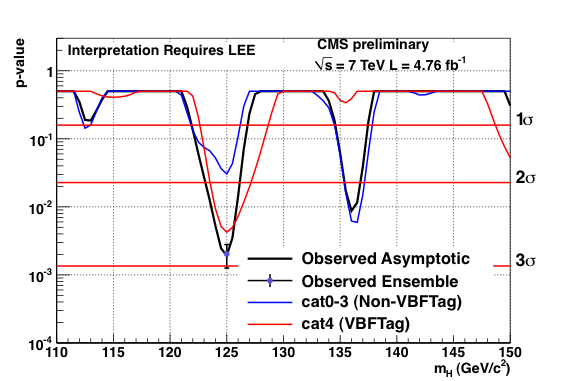 Interpretation Requires LEE
CMS preliminary
√s = 7 TeV L = 4.76 fb⁻¹
p-value
1
10⁻¹
10⁻²
10⁻³
10⁻⁴
1σ
2σ
3σ
Observed Asymptotic
Observed Ensemble
cat0-3 (Non-VBFTag)
cat4 (VBFTag)
110 115 120 125 130 135 140 145 150
m_H (GeV/c²)